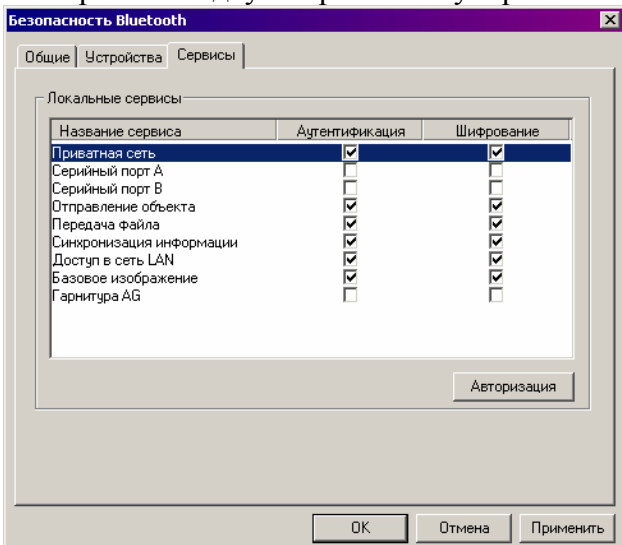 Безопасность Bluetooth
Общие Устройства Сервисы
Локальные сервисы
Название сервиса Аутентификация Шифрование
Приватная сеть
Серийный порт A
Серийный порт B
Отправление объекта
Передача файла
Синхронизация информации
Доступ в сеть LAN
Базовое изображение
Гарнитура AG
Авторизация
OK Отмена Применить